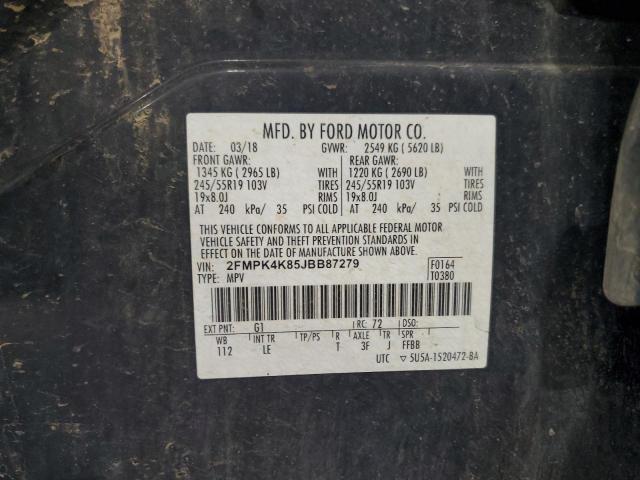 MFD. BY FORD MOTOR CO.
DATE: 03/18 GVWR: 2549 KG ( 5620 LB)
FRONT GAWR: REAR GAWR:
1345 KG ( 2965 LB) 1220 KG ( 2690 LB)
245/55R19 103V TIRES 245/55R19 103V TIRES
19x8.0J RIMS 19x8.0J RIMS
AT 240 kPa/ 35 PSI COLD AT 240 kPa/ 35 PSI COLD
THIS VEHICLE CONFORMS TO ALL APPLICABLE FEDERAL MOTOR
VEHICLE SAFETY AND THEFT PREVENTION STANDARDS IN
EFFECT ON THE DATE OF MANUFACTURE SHOWN ABOVE.
VIN: 2FMPK4K85JBB87279 F0164
TYPE: MPV T0380
EXT PNT: G1 RC: 72 DSO:
WB INT TR TP/PS R AXLE TR SPR
112 LE T 3F J FFBB
UTC ▽ 5U5A-1520472-BA